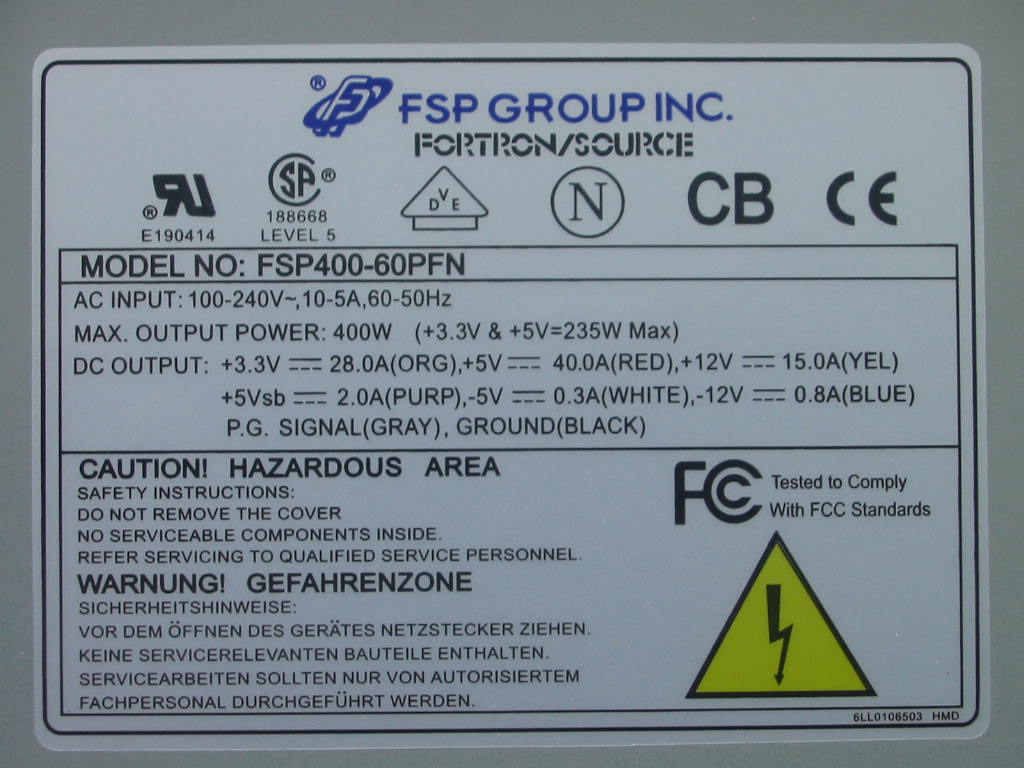 ® FSP GROUP INC.
FORTRON/SOURCE
® RU SA ® D V E N CB CE
E190414 188668 LEVEL 5
MODEL NO: FSP400-60PFN
AC INPUT: 100-240V~,10-5A,60-50Hz
MAX. OUTPUT POWER: 400W (+3.3V & +5V=235W Max)
DC OUTPUT: +3.3V ⎓ 28.0A(ORG),+5V ⎓ 40.0A(RED),+12V ⎓ 15.0A(YEL)
+5Vsb ⎓ 2.0A(PURP),-5V ⎓ 0.3A(WHITE),-12V ⎓ 0.8A(BLUE)
P.G. SIGNAL(GRAY), GROUND(BLACK)
CAUTION! HAZARDOUS AREA
SAFETY INSTRUCTIONS:
DO NOT REMOVE THE COVER
NO SERVICEABLE COMPONENTS INSIDE.
REFER SERVICING TO QUALIFIED SERVICE PERSONNEL.
WARNUNG! GEFAHRENZONE
SICHERHEITSHINWEISE:
VOR DEM ÖFFNEN DES GERÄTES NETZSTECKER ZIEHEN.
KEINE SERVICERELEVANTEN BAUTEILE ENTHALTEN.
SERVICEARBEITEN SOLLTEN NUR VON AUTORISIERTEM
FACHPERSONAL DURCHGEFÜHRT WERDEN.
FC Tested to Comply
With FCC Standards
6LL0106503 HMD